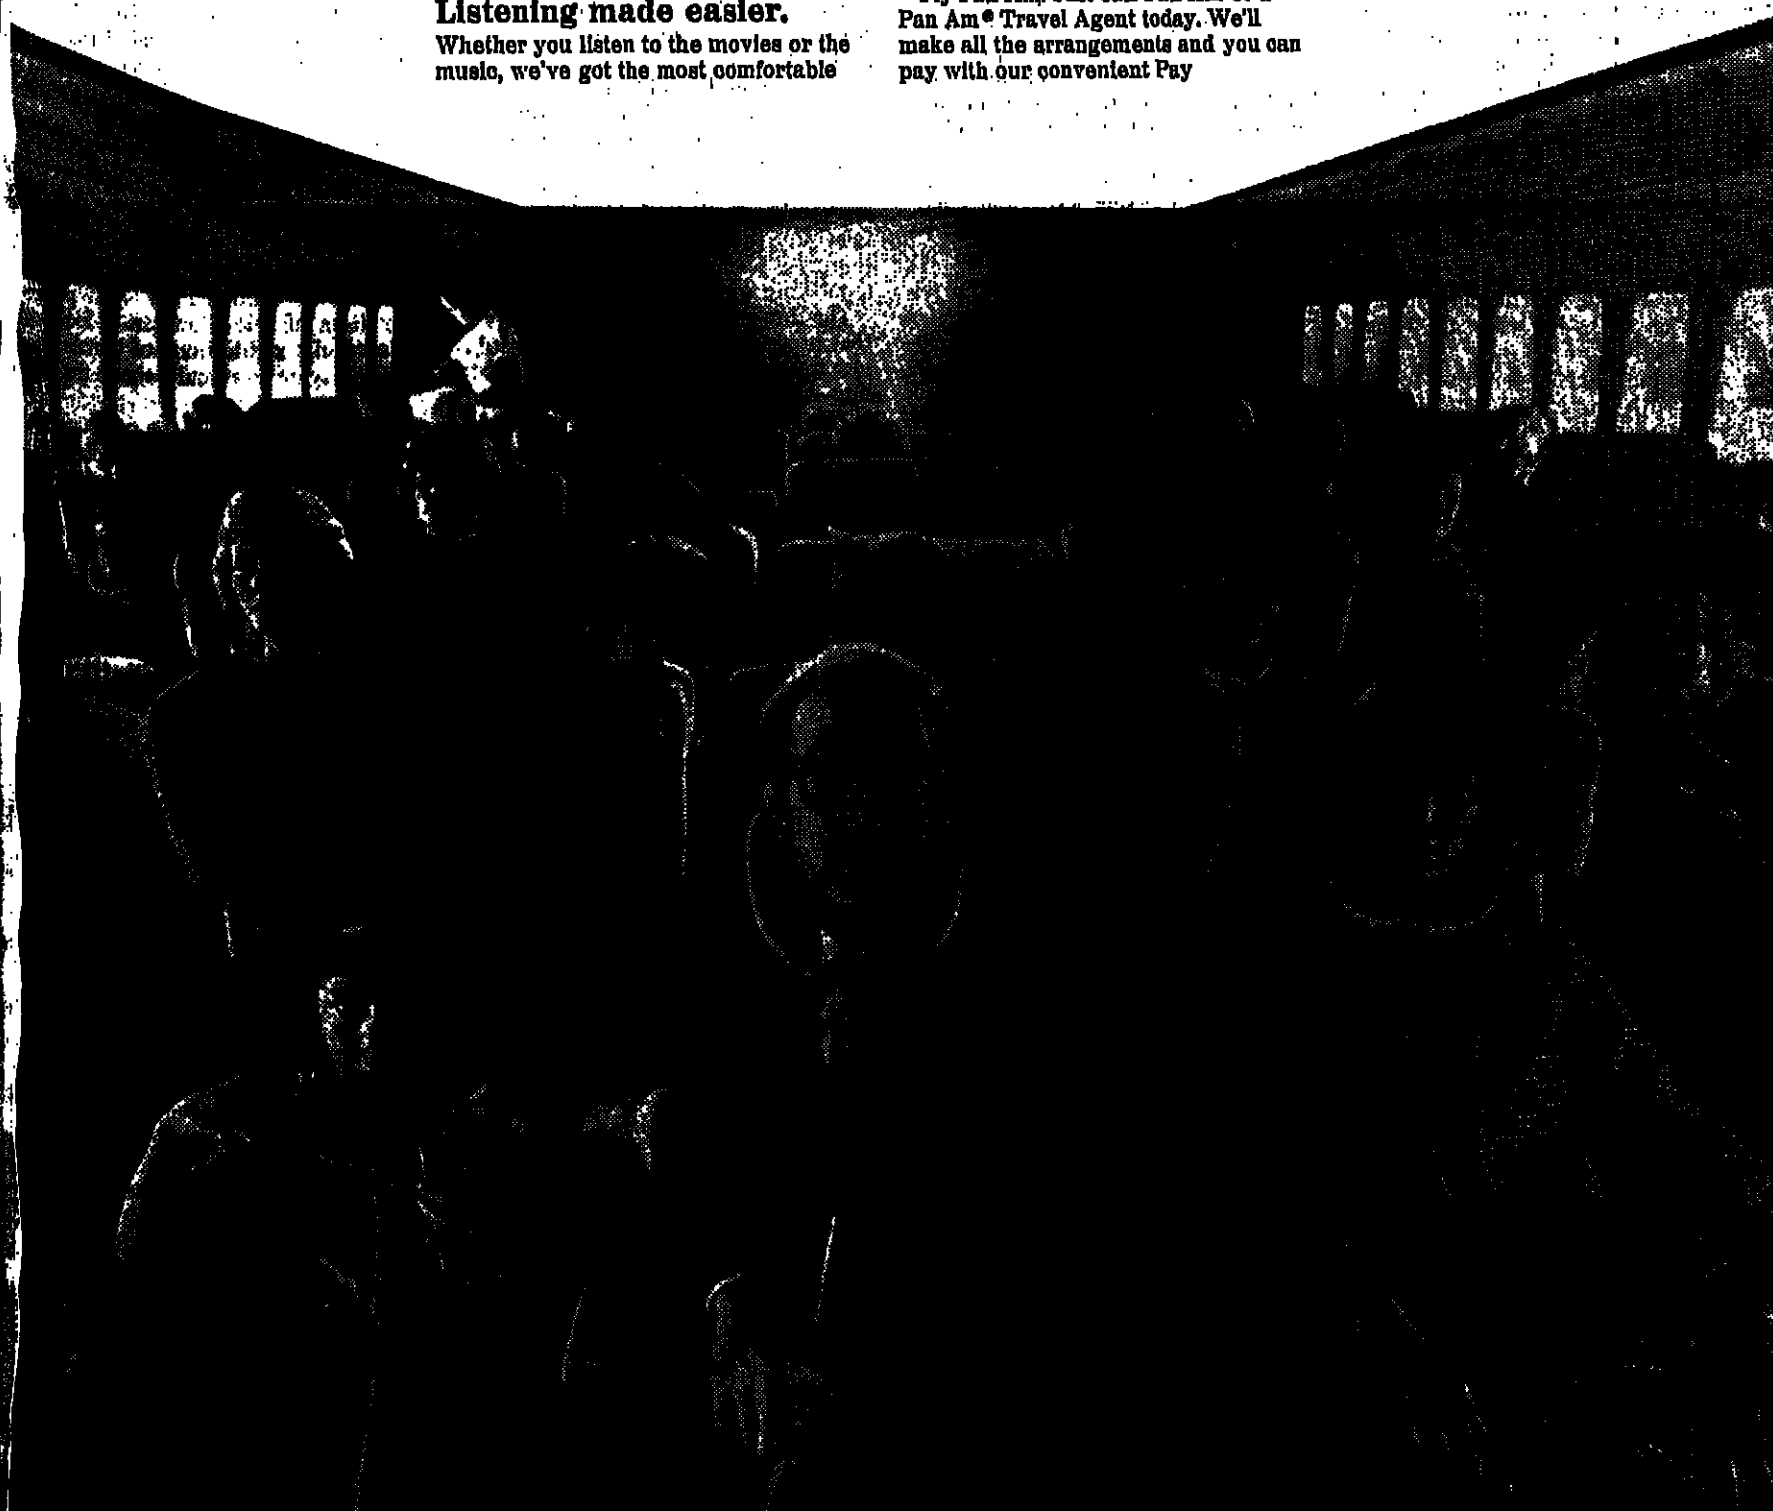 Listening made easier.
Whether you listen to the movies or the
music, we've got the most comfortable
Pan Am® Travel Agent today. We'll
make all the arrangements and you can
pay with our convenient Pay